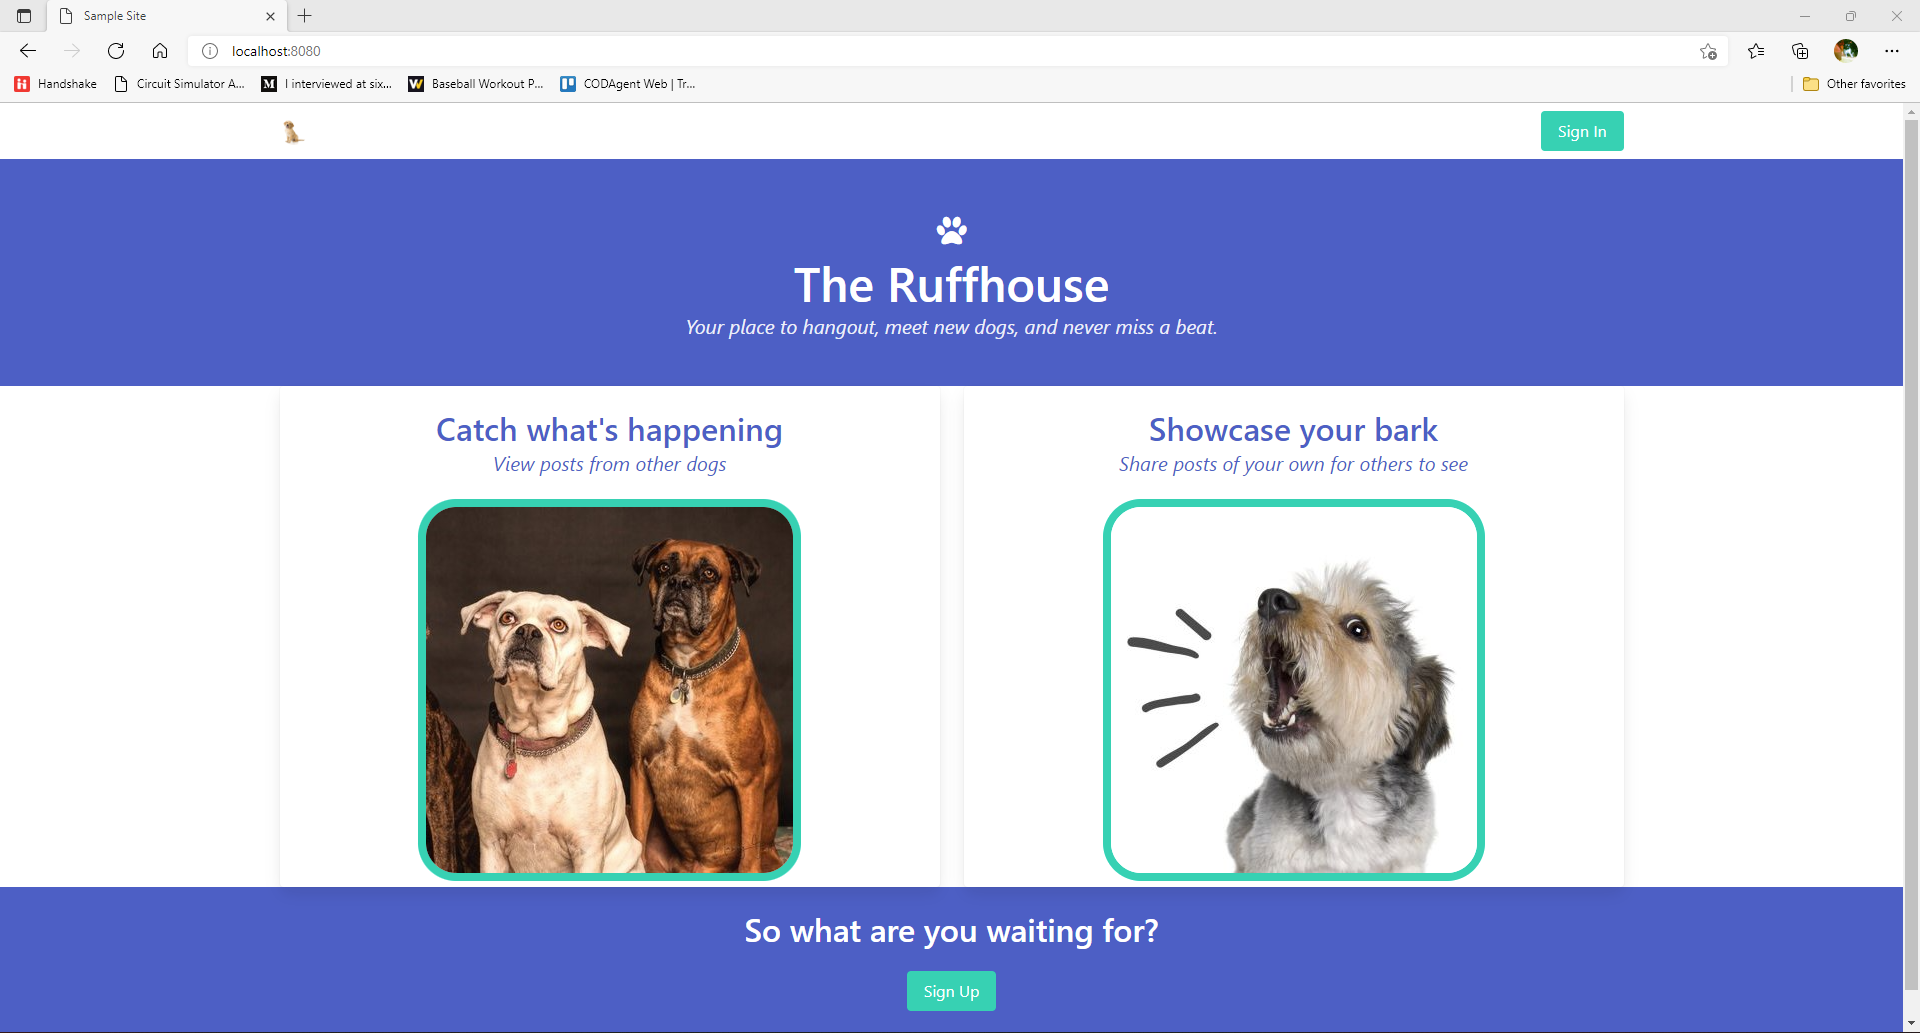 Sample Site
localhost:8080
Handshake
Circuit Simulator A...
I interviewed at six...
Baseball Workout P...
CODAgent Web | Tr...
Other favorites
Sign In
The Ruffhouse
Your place to hangout, meet new dogs, and never miss a beat.
Catch what's happening
View posts from other dogs
Showcase your bark
Share posts of your own for others to see
So what are you waiting for?
Sign Up